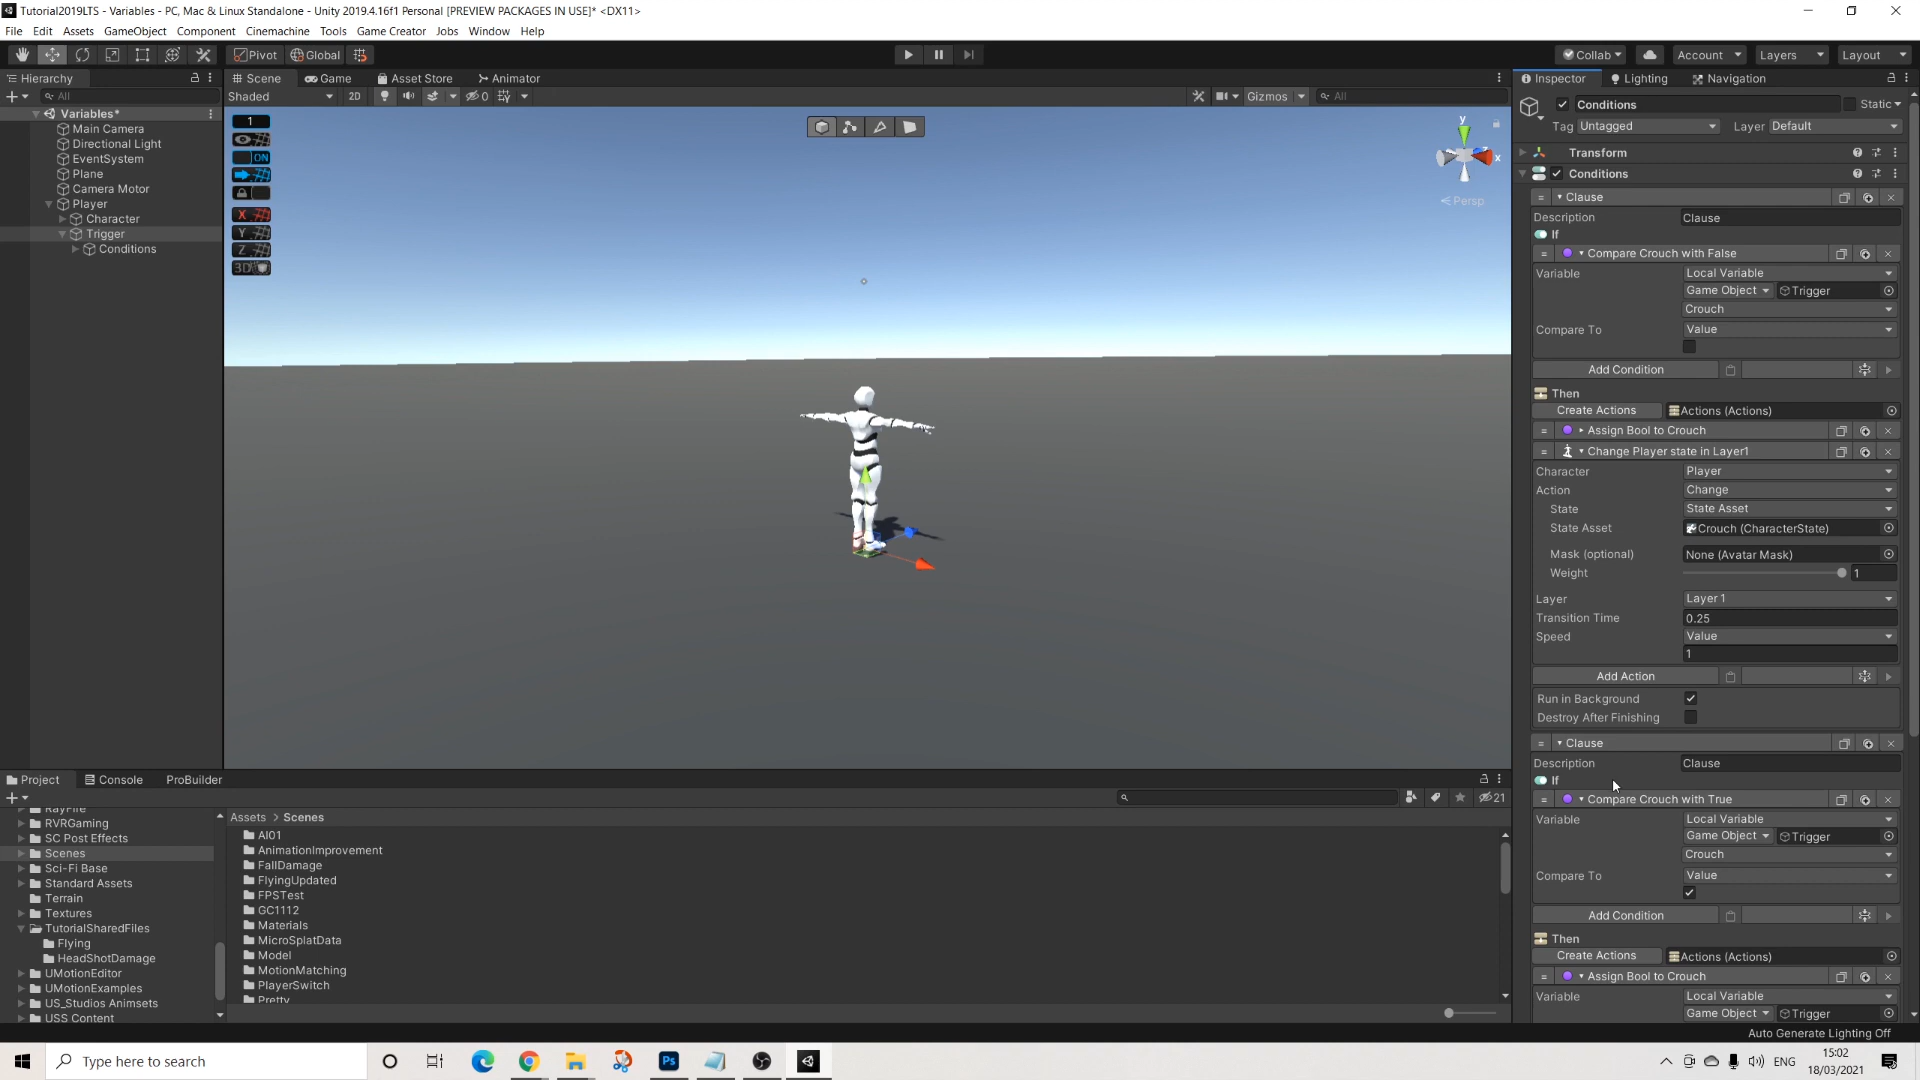 Tutorial2019LTS - Variables - PC, Mac & Linux Standalone - Unity 2019.4.16f1 Personal [PREVIEW PACKAGES IN USE]* <DX11>
File Edit Assets GameObject Component Cinemachine Tools Game Creator Jobs Window Help
Pivot Global Collab Account Layers Layout
Hierarchy Scene Game Asset Store Animator Inspector Lighting Navigation
All Shaded 2D 0 Gizmos All
Variables*
Main Camera
Directional Light
EventSystem
Plane
Camera Motor
Player
Character
Trigger
Conditions
1
ON
X
Y
Z
3D
y
x
Persp
Conditions Static
Tag Untagged Layer Default
Transform
Conditions
Clause
Description Clause
If
Compare Crouch with False
Variable Local Variable
Game Object Trigger
Crouch
Compare To Value
Add Condition
Then
Create Actions Actions (Actions)
Assign Bool to Crouch
Change Player state in Layer1
Character Player
Action Change
State State Asset
State Asset Crouch (CharacterState)
Mask (optional) None (Avatar Mask)
Weight 1
Layer Layer 1
Transition Time 0.25
Speed Value
1
Add Action
Run in Background
Destroy After Finishing
Clause
Description Clause
If
Compare Crouch with True
Variable Local Variable
Game Object Trigger
Crouch
Compare To Value
Add Condition
Then
Create Actions Actions (Actions)
Assign Bool to Crouch
Variable Local Variable
Game Object Trigger
Project Console ProBuilder
21
RayFire
RVRGaming
SC Post Effects
Scenes
Sci-Fi Base
Standard Assets
Terrain
Textures
TutorialSharedFiles
Flying
HeadShotDamage
UMotionEditor
UMotionExamples
US_Studios Animsets
USS Content
Assets > Scenes
AI01
AnimationImprovement
FallDamage
FlyingUpdated
FPSTest
GC1112
Materials
MicroSplatData
Model
MotionMatching
PlayerSwitch
Pretty
Auto Generate Lighting Off
Type here to search
Ps
ENG
15:02
18/03/2021